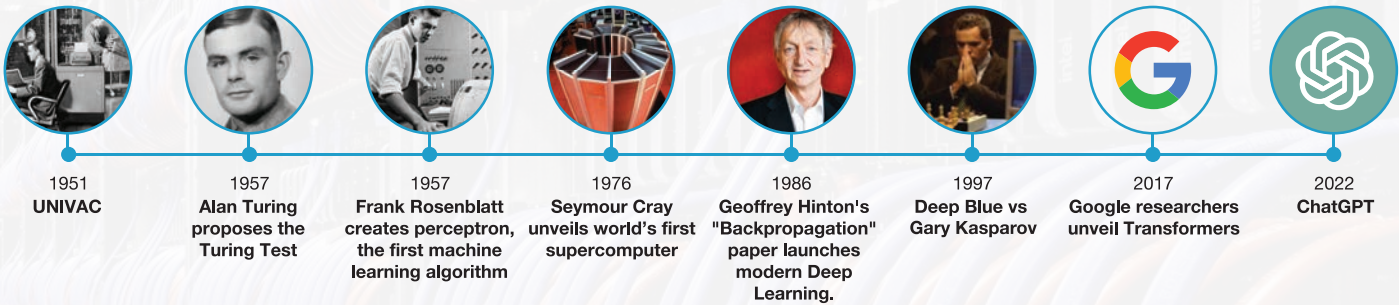 1951
UNIVAC
1957
Alan Turing
proposes the
Turing Test
1957
Frank Rosenblatt
creates perceptron,
the first machine
learning algorithm
1976
Seymour Cray
unveils world's first
supercomputer
1986
Geoffrey Hinton's
"Backpropagation"
paper launches
modern Deep
Learning.
1997
Deep Blue vs
Gary Kasparov
2017
Google researchers
unveil Transformers
2022
ChatGPT